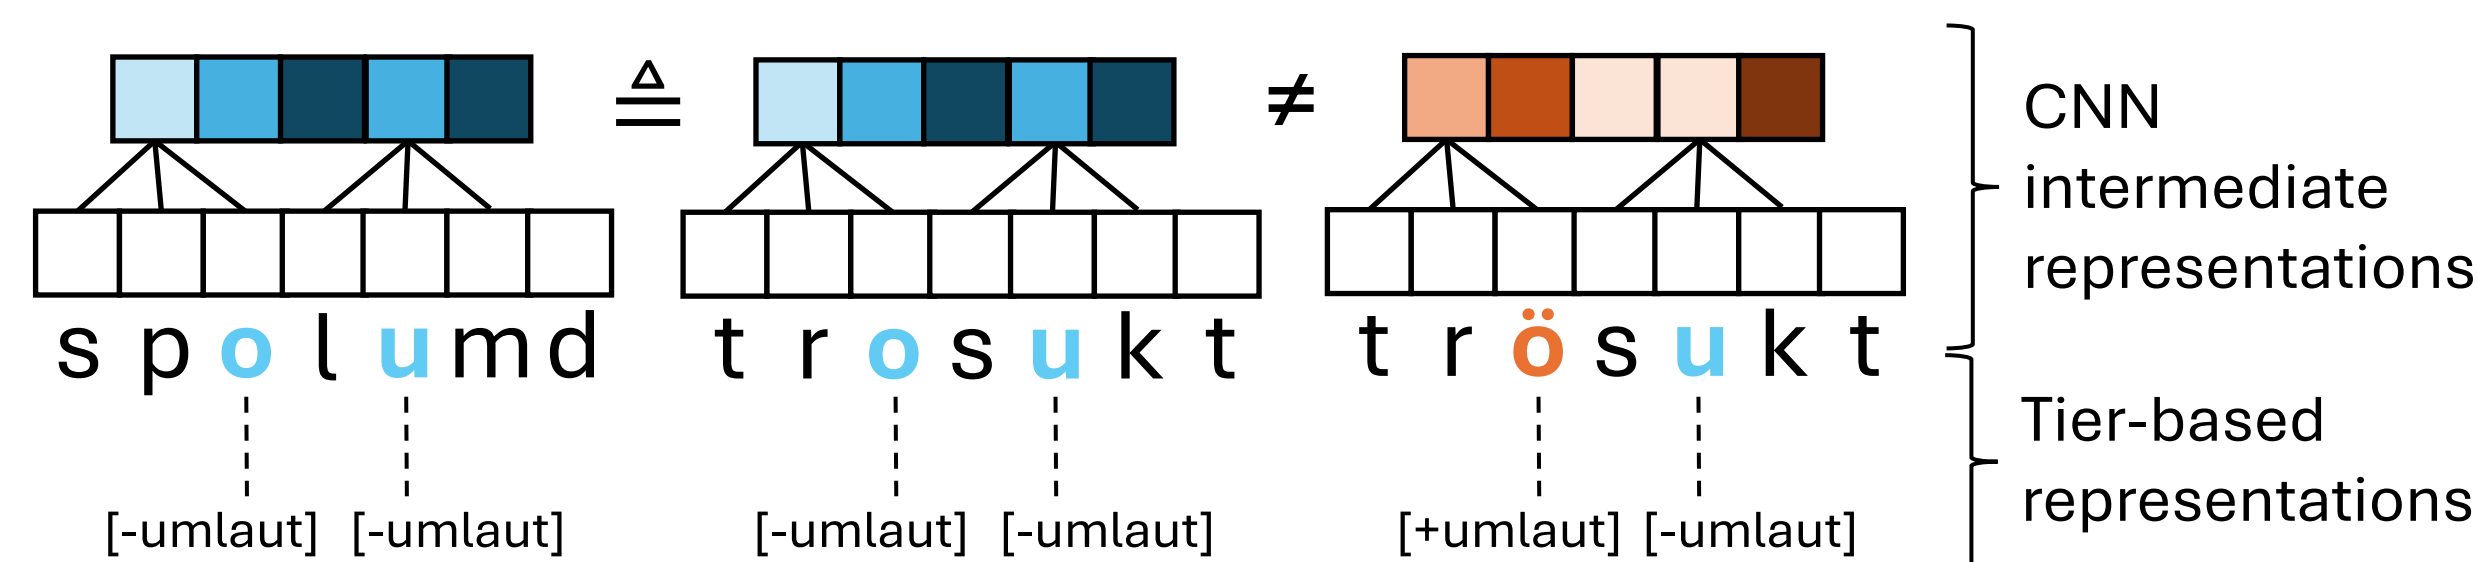 ≙ ≠
CNN
intermediate
representations
s p o l u m d
t r o s u k t
t r ö s u k t
Tier-based
representations
[-umlaut] [-umlaut]
[-umlaut] [-umlaut]
[+umlaut] [-umlaut]